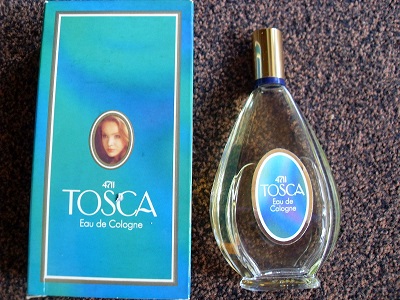 4711
TOSCA
Eau de Cologne
4711
TOSCA
Eau de
Cologne